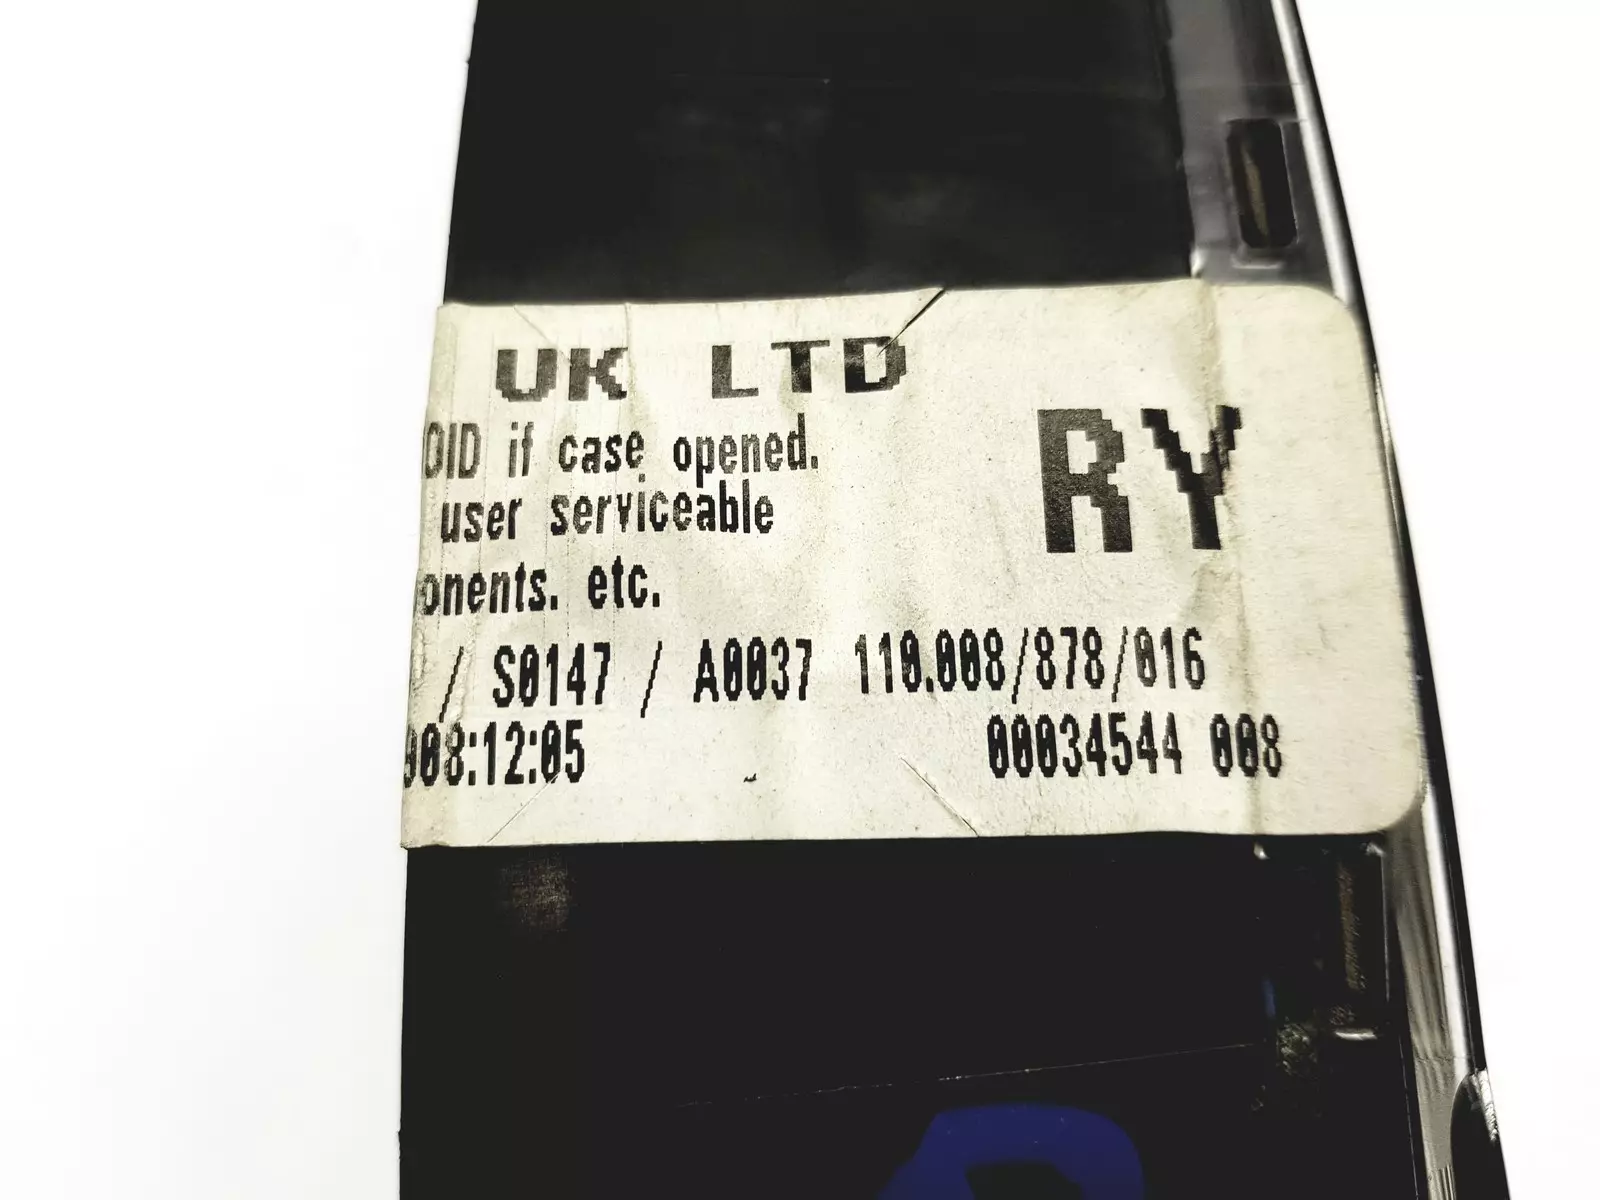 UK LTD
RY
OID if case opened.
user serviceable
onents. etc.
/ S0147 / A0037 110.008/878/016
008:12:05 00034544 008